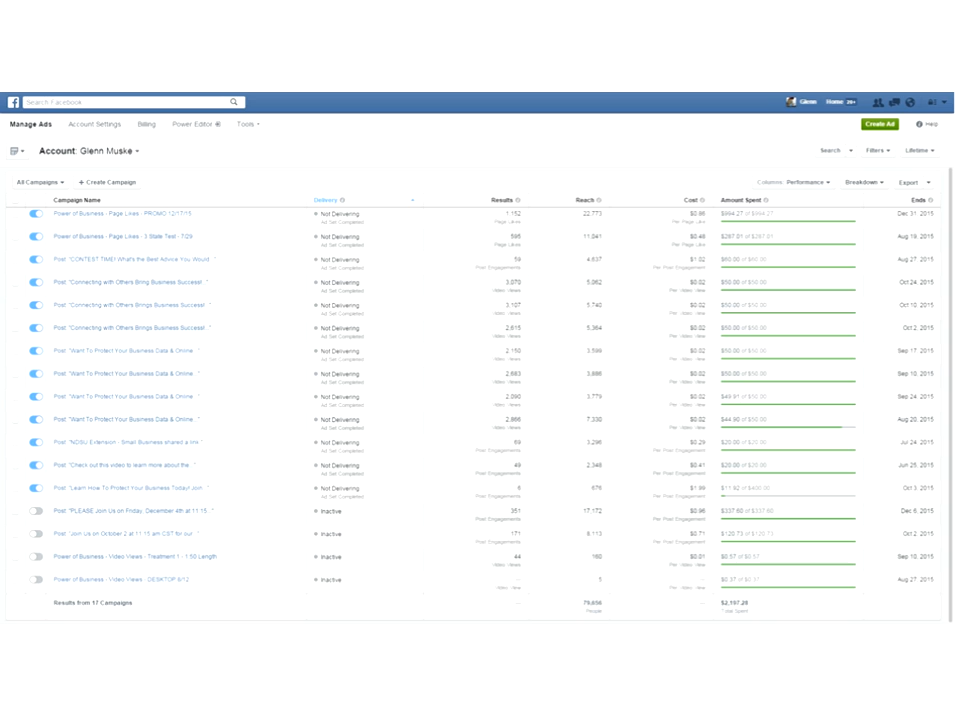 Search Facebook
Glenn Home 20+
Manage Ads Account Settings Billing Power Editor Tools Create Ad Help
Account: Glenn Muske Search Filters Lifetime
All Campaigns + Create Campaign Columns: Performance Breakdown Export
Campaign Name Delivery Results Reach Cost Amount Spent Ends
Power of Business - Page Likes - PROMO 12/17/15 Not Delivering 1,152 22,773 $0.86 $994.27 of $994.27 Dec 31, 2015
Ad Set Completed Page Likes Per Page Like
Power of Business - Page Likes - 3 State Test - 7/29 Not Delivering 595 11,041 $0.48 $287.01 of $287.01 Aug 19, 2015
Ad Set Completed Page Likes Per Page Like
Post: "CONTEST TIME! What's the Best Advice You Would..." Not Delivering 59 4,637 $1.02 $60.00 of $60.00 Aug 21, 2015
Ad Set Completed Post Engagements Per Post Engagement
Post: "Connecting with Others Bring Business Success!..." Not Delivering 3,070 5,062 $0.02 $50.00 of $50.00 Oct 24, 2015
Ad Set Completed Video Views Per Video View
Post: "Connecting with Others Brings Business Success!..." Not Delivering 3,107 5,740 $0.02 $50.00 of $50.00 Oct 10, 2015
Ad Set Completed Video Views Per Video View
Post: "Connecting with Others Brings Business Success!..." Not Delivering 2,615 5,364 $0.02 $50.00 of $50.00 Oct 2, 2015
Ad Set Completed Video Views Per Video View
Post: "Want To Protect Your Business Data & Online..." Not Delivering 2,150 3,599 $0.02 $50.00 of $50.00 Sep 17, 2015
Ad Set Completed Video Views Per Video View
Post: "Want To Protect Your Business Data & Online..." Not Delivering 2,683 3,886 $0.02 $50.00 of $50.00 Sep 10, 2015
Ad Set Completed Video Views Per Video View
Post: "Want To Protect Your Business Data & Online..." Not Delivering 2,090 3,779 $0.02 $49.91 of $50.00 Sep 24, 2015
Ad Set Completed Video Views Per Video View
Post: "Want To Protect Your Business Data & Online..." Not Delivering 2,866 7,330 $0.02 $44.90 of $50.00 Aug 20, 2015
Ad Set Completed Video Views Per Video View
Post: "NDSU Extension - Small Business shared a link." Not Delivering 69 3,296 $0.29 $20.00 of $20.00 Jul 24, 2015
Ad Set Completed Post Engagements Per Post Engagement
Post: "Check out this video to learn more about the..." Not Delivering 49 2,348 $0.41 $20.00 of $20.00 Jun 25, 2015
Ad Set Completed Post Engagements Per Post Engagement
Post: "Learn How To Protect Your Business Today! Join..." Not Delivering 6 676 $1.99 $11.92 of $400.00 Oct 3, 2015
Ad Set Completed Post Engagements Per Post Engagement
Post: "PLEASE Join Us on Friday, December 4th at 11:15..." Inactive 351 17,172 $0.96 $337.60 of $337.60 Dec 6, 2015
Post Engagements Per Post Engagement
Post: "Join us on October 2 at 11:15 am CST for our..." Inactive 171 8,113 $0.71 $120.73 of $120.73 Oct 2, 2015
Post Engagements Per Post Engagement
Power of Business - Video Views - Treatment 1 - 1:50 Length Inactive 44 160 $0.01 $0.57 of $0.57 Sep 10, 2015
Video Views Per Video View
Power of Business - Video Views - DESKTOP 8/12 Inactive — 5 — $0.37 of $0.37 Aug 27, 2015
Video View Per Video View
Results from 17 Campaigns — 75,656 — $2,197.28
People Total Spent